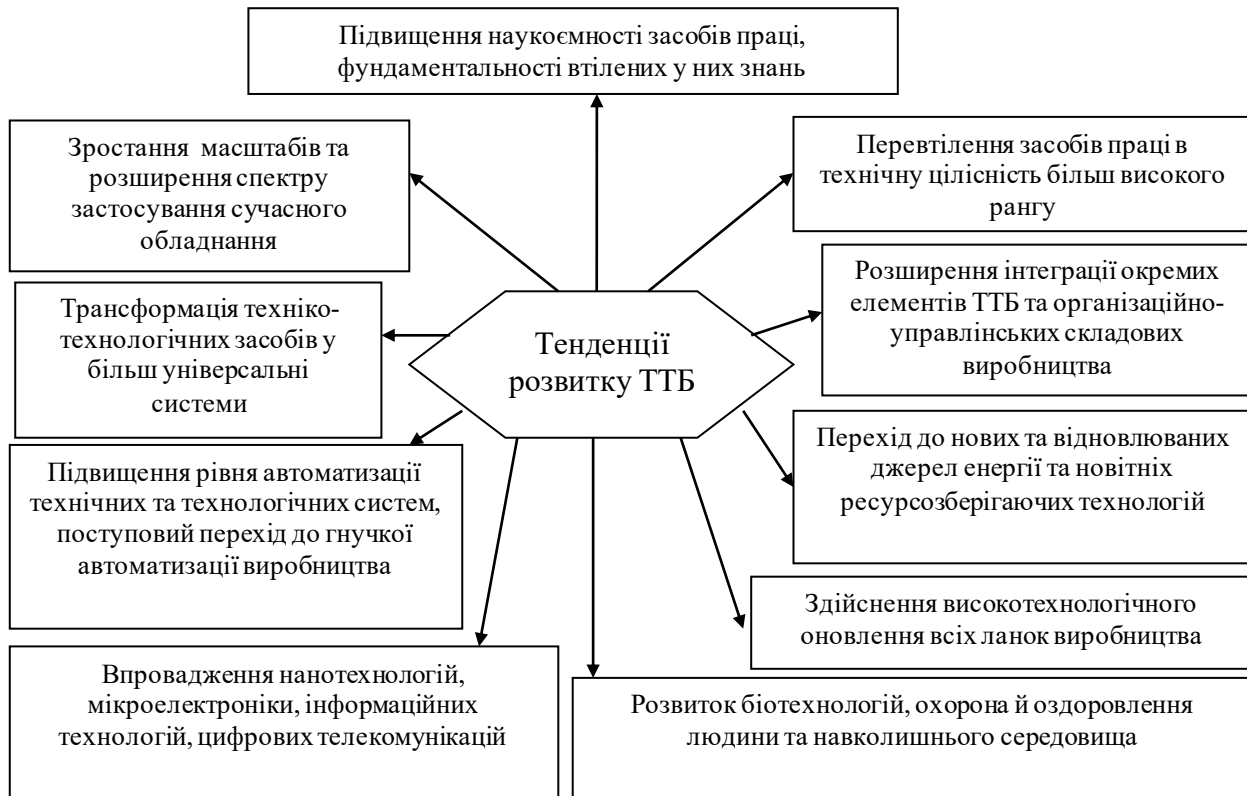 Підвищення наукоємності засобів праці,
фундаментальності втілених у них знань
Зростання масштабів та
розширення спектру
застосування сучасного
обладнання
Перевтілення засобів праці в
технічну цілісність більш високого
рангу
Трансформація техніко-
технологічних засобів у
більш універсальні
системи
Тенденції
розвитку ТТБ
Розширення інтеграції окремих
елементів ТТБ та організаційно-
управлінських складових
виробництва
Підвищення рівня автоматизації
технічних та технологічних систем,
поступовий перехід до гнучкої
автоматизації виробництва
Перехід до нових та відновлюваних
джерел енергії та новітніх
ресурсозберігаючих технологій
Здійснення високотехнологічного
оновлення всіх ланок виробництва
Впровадження нанотехнологій,
мікроелектроніки, інформаційних
технологій, цифрових телекомунікацій
Розвиток біотехнологій, охорона й оздоровлення
людини та навколишнього середовища